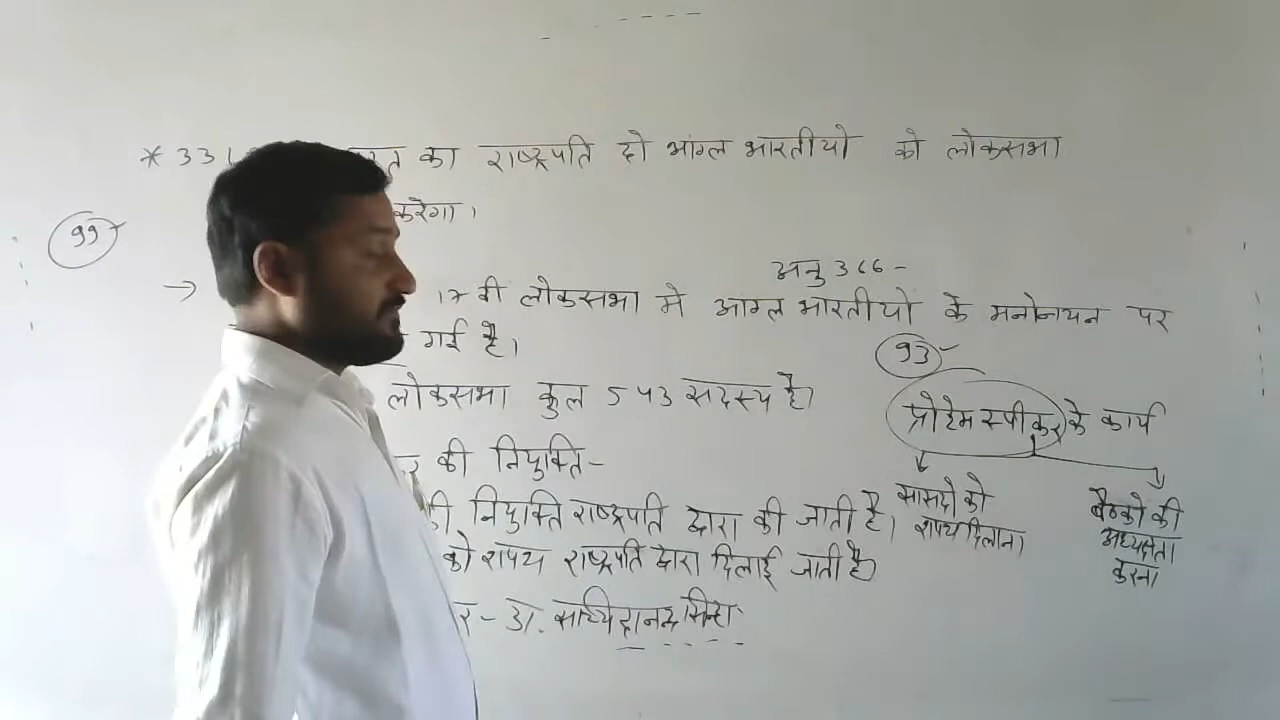 * 331 का राष्ट्रपति दो आंग्ल भारतीयो को लोकसभा
करेगा।
99
अनु 366 -
→ 17 वी लोकसभा मे आंग्ल भारतीयो के मनोनयन पर
गई है।
93 -
लोकसभा कुल 543 सदस्य है।
प्रोटेम स्पीकर के कार्य
की नियुक्ति -
सासदो को
शपथ दिलाना
बैठको की
अध्यक्षता
करना
नियुक्ति राष्ट्रपति द्वारा की जाती है।
को शपथ राष्ट्रपति द्वारा दिलाई जाती है
र - डा. सच्चिदानन्द सिन्हा